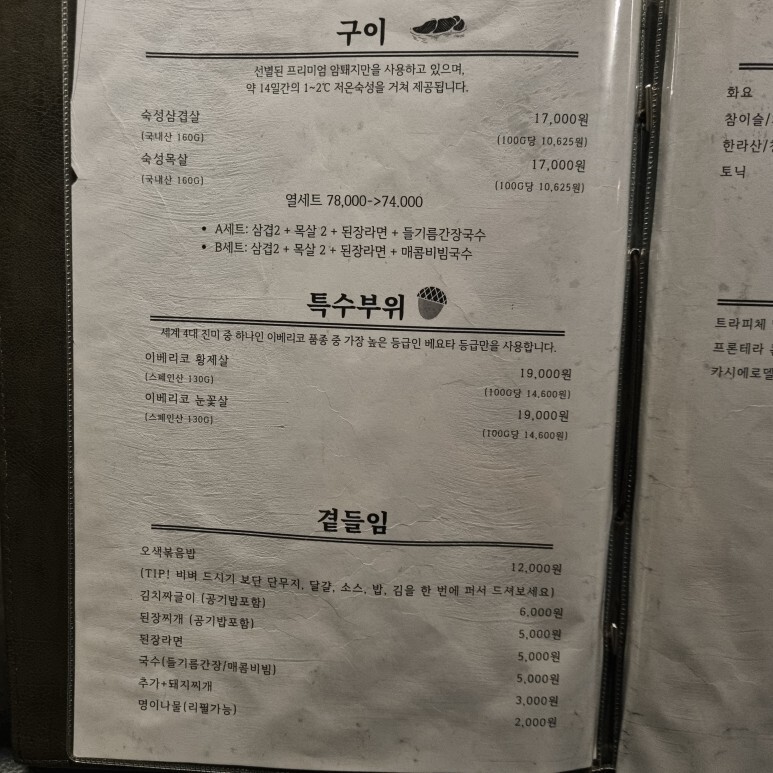 구이
선별된 프리미엄 암퇘지만을 사용하고 있으며,
약 14일간의 1~2℃ 저온숙성을 거쳐 제공됩니다.
숙성삼겹살 17,000원
(국내산 160G) (100G당 10,625원)
숙성목살 17,000원
(국내산 160G) (100G당 10,625원)
열세트 78,000->74.000
• A세트: 삼겹2 + 목살 2 + 된장라면 + 들기름간장국수
• B세트: 삼겹2 + 목살 2 + 된장라면 + 매콤비빔국수
특수부위
세계 4대 진미 중 하나인 이베리코 품종 중 가장 높은 등급인 베요타 등급만을 사용합니다.
이베리코 황제살 19,000원
(스페인산 130G) (100G당 14,600원)
이베리코 눈꽃살 19,000원
(스페인산 130G) (100G당 14,600원)
곁들임
오색볶음밥 12,000원
(TIP! 비벼 드시기 보단 단무지, 달걀, 소스, 밥, 김을 한 번에 퍼서 드셔보세요)
김치짜글이 (공기밥포함) 6,000원
된장찌개 (공기밥포함) 5,000원
된장라면 5,000원
국수(들기름간장/매콤비빔) 5,000원
추가+돼지찌개 3,000원
명이나물(리필가능) 2,000원
화요
참이슬/
한라산/
토닉
트라피체
프론테라
카시에로델